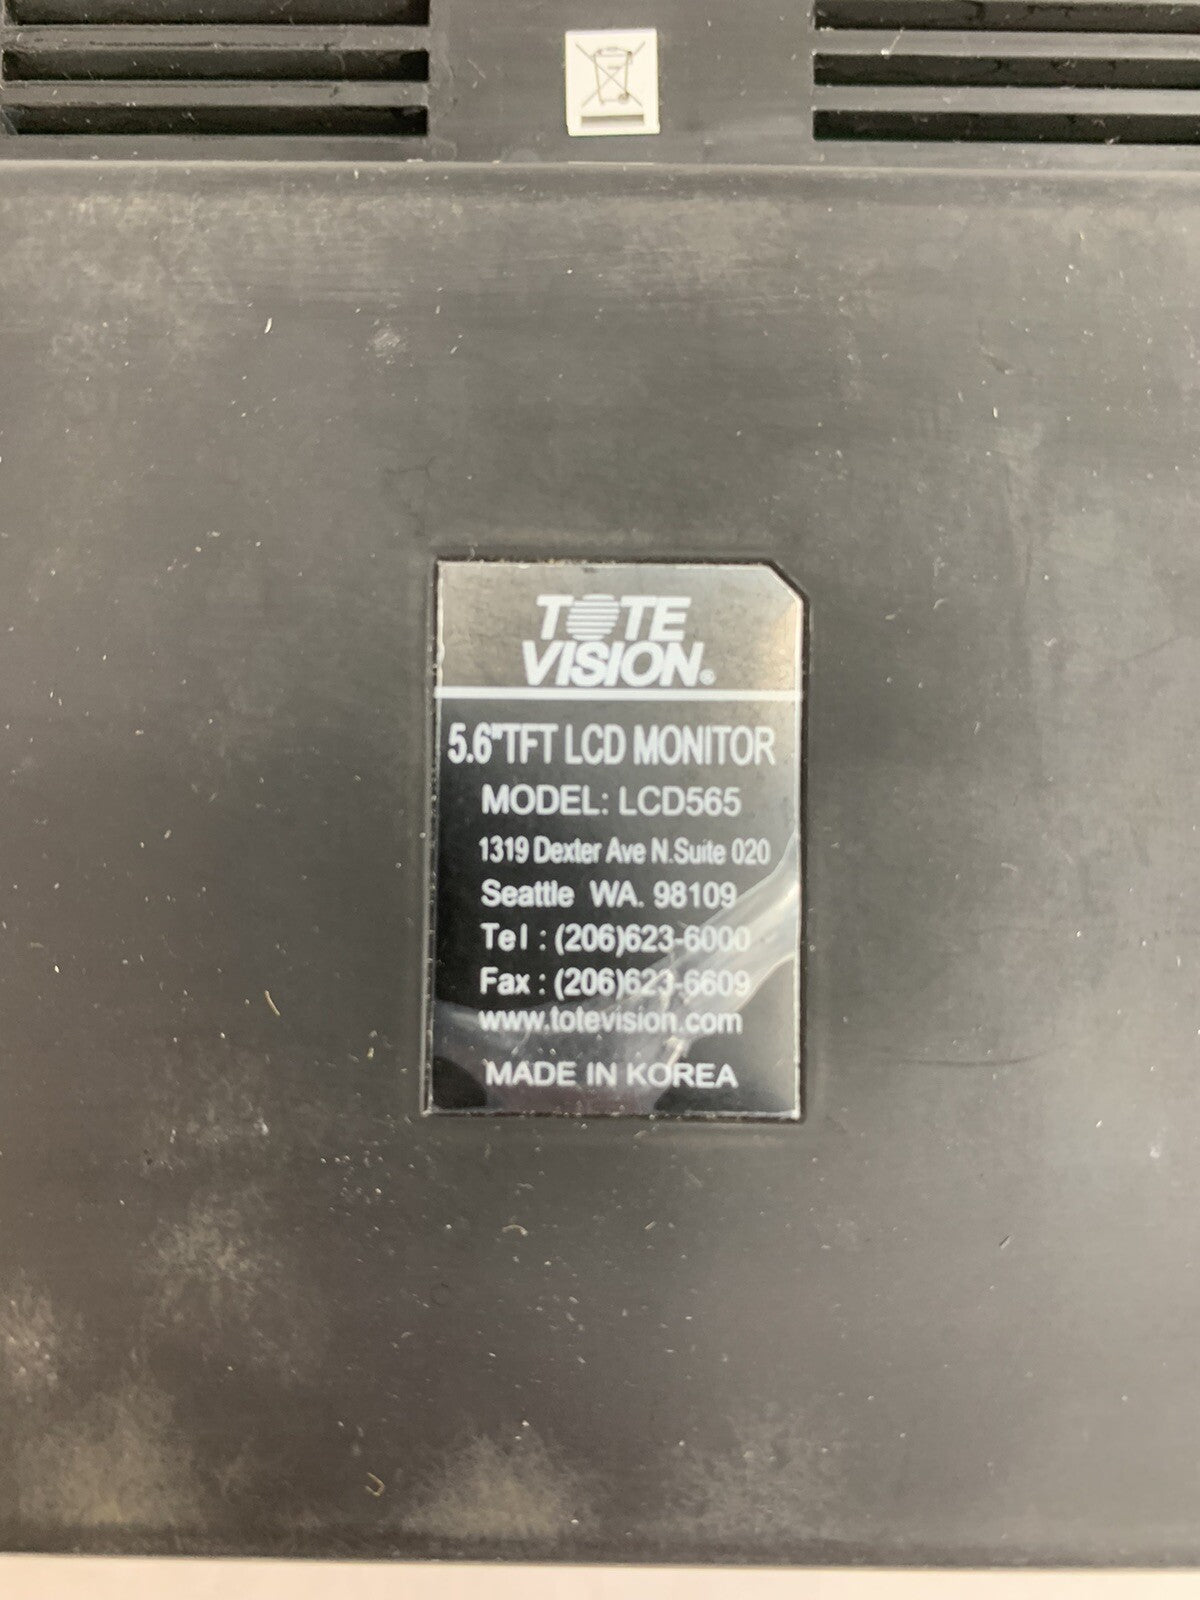 TOTE
VISION®
5.6"TFT LCD MONITOR
MODEL: LCD565
1319 Dexter Ave N.Suite 020
Seattle WA. 98109
Tel : (206)623-6000
Fax : (206)623-6609
www.totevision.com
MADE IN KOREA